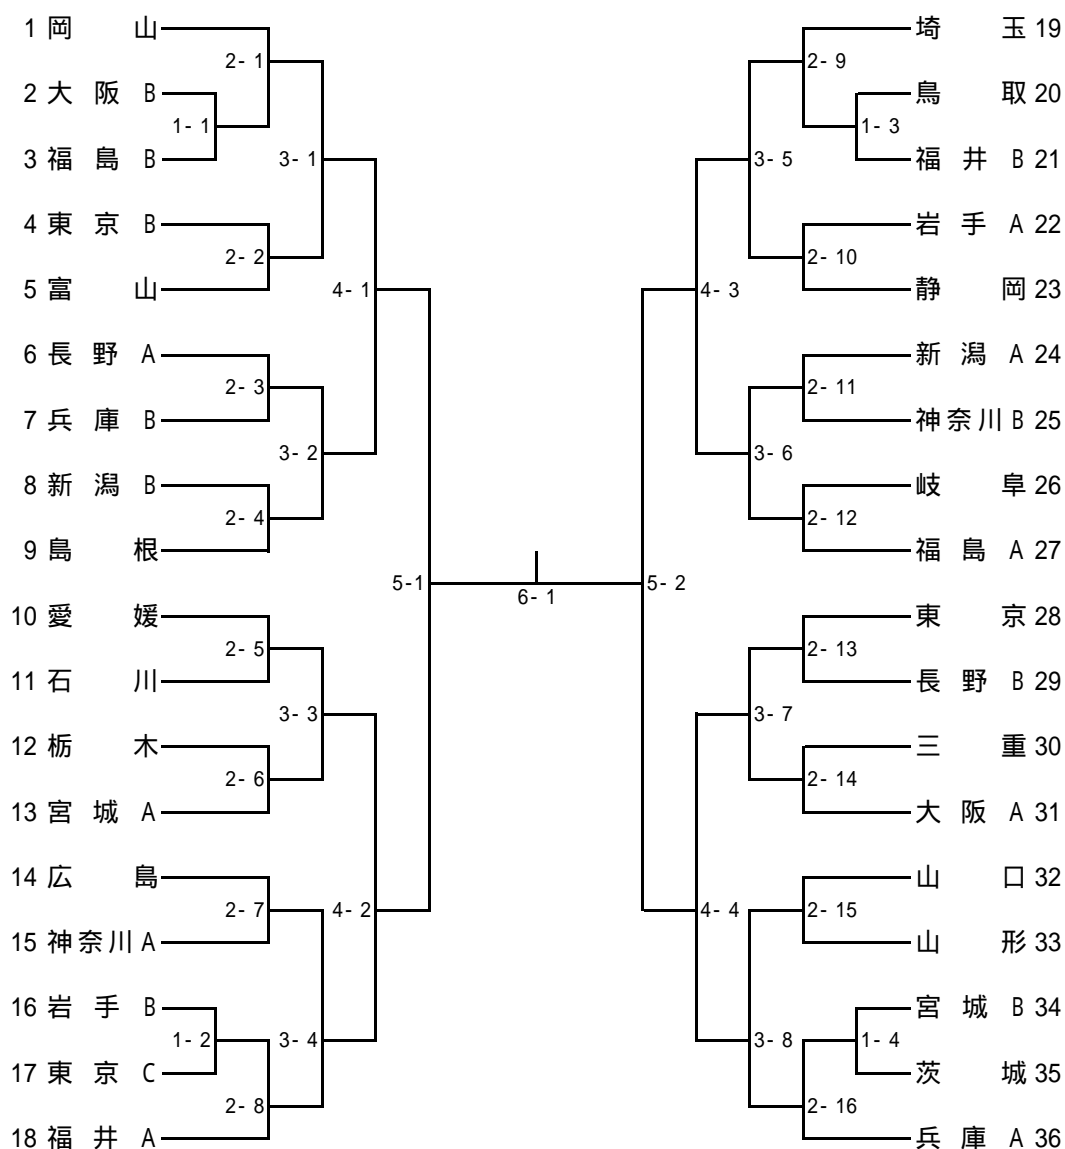 1 岡 山 埼 玉 19
2- 1 2- 9
2 大 阪 B 鳥 取 20
1- 1 1- 3
3 福 島 B 3- 1 3- 5 福 井 B 21
4 東 京 B 岩 手 A 22
2- 2 2- 10
5 富 山 4- 1 4- 3 静 岡 23
6 長 野 A 新 潟 A 24
2- 3 2- 11
7 兵 庫 B 神奈川 B 25
3- 2 3- 6
8 新 潟 B 岐 阜 26
2- 4 2- 12
9 島 根 福 島 A 27
5-1 5- 2
6- 1
10 愛 媛 東 京 28
2- 5 2- 13
11 石 川 長 野 B 29
3- 3 3- 7
12 栃 木 三 重 30
2- 6 2- 14
13 宮 城 A 大 阪 A 31
14 広 島 山 口 32
2- 7 4- 2 4- 4 2- 15
15 神奈川 A 山 形 33
16 岩 手 B 宮 城 B 34
1- 2 3- 4 3- 8 1- 4
17 東 京 C 茨 城 35
2- 8 2- 16
18 福 井 A 兵 庫 A 36